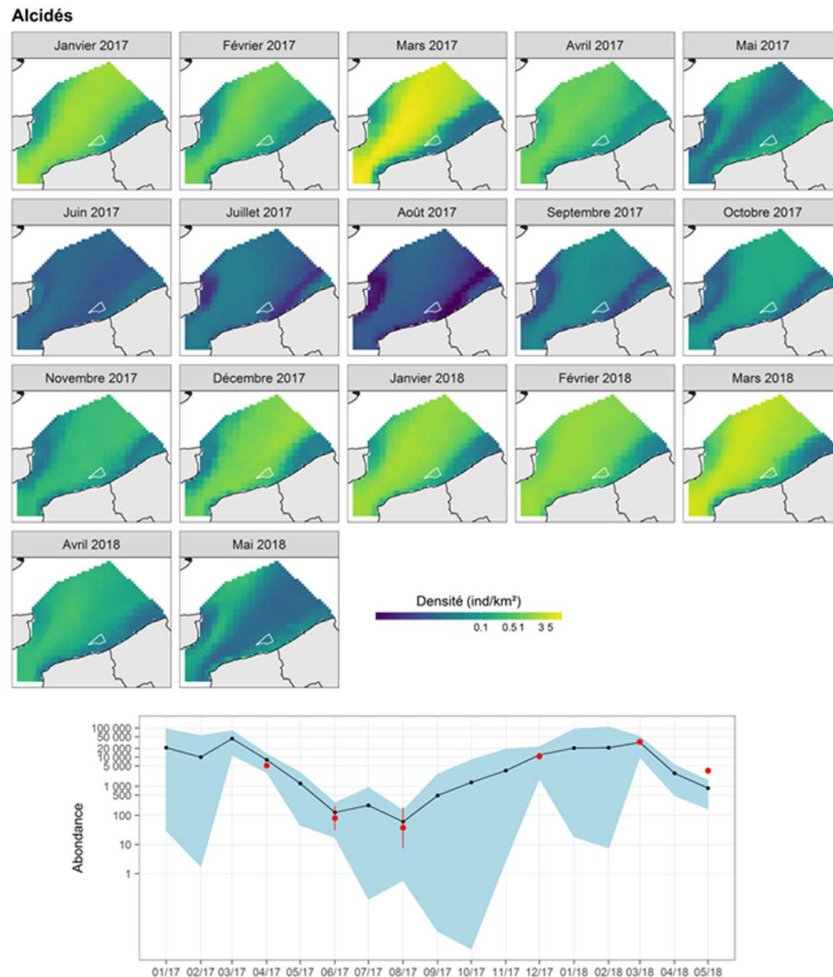 Alcidés
Janvier 2017
Février 2017
Mars 2017
Avril 2017
Mai 2017
Juin 2017
Juillet 2017
Août 2017
Septembre 2017
Octobre 2017
Novembre 2017
Décembre 2017
Janvier 2018
Février 2018
Mars 2018
Avril 2018
Mai 2018
Densité (ind/km²)
0.1 0.5 1 3 5
100 000
50 000
20 000
10 000
5 000
1 000
500
100
10
1
Abondance
01/17 02/17 03/17 04/17 05/17 06/17 07/17 08/17 09/17 10/17 11/17 12/17 01/18 02/18 03/18 04/18 05/18